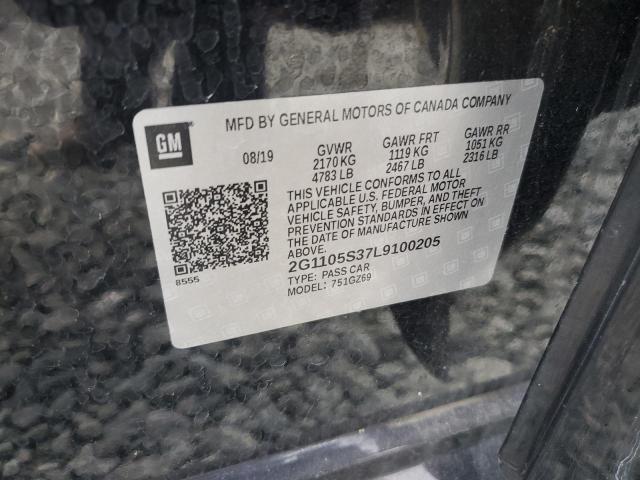 MFD BY GENERAL MOTORS OF CANADA COMPANY
GM
08/19 GVWR GAWR FRT GAWR RR
2170 KG 1119 KG 1051 KG
4783 LB 2467 LB 2316 LB
THIS VEHICLE CONFORMS TO ALL
APPLICABLE U.S. FEDERAL MOTOR
VEHICLE SAFETY, BUMPER, AND THEFT
PREVENTION STANDARDS IN EFFECT ON
THE DATE OF MANUFACTURE SHOWN
ABOVE.
2G1105S37L9100205
TYPE: PASS CAR
MODEL: 751GZ69
8555